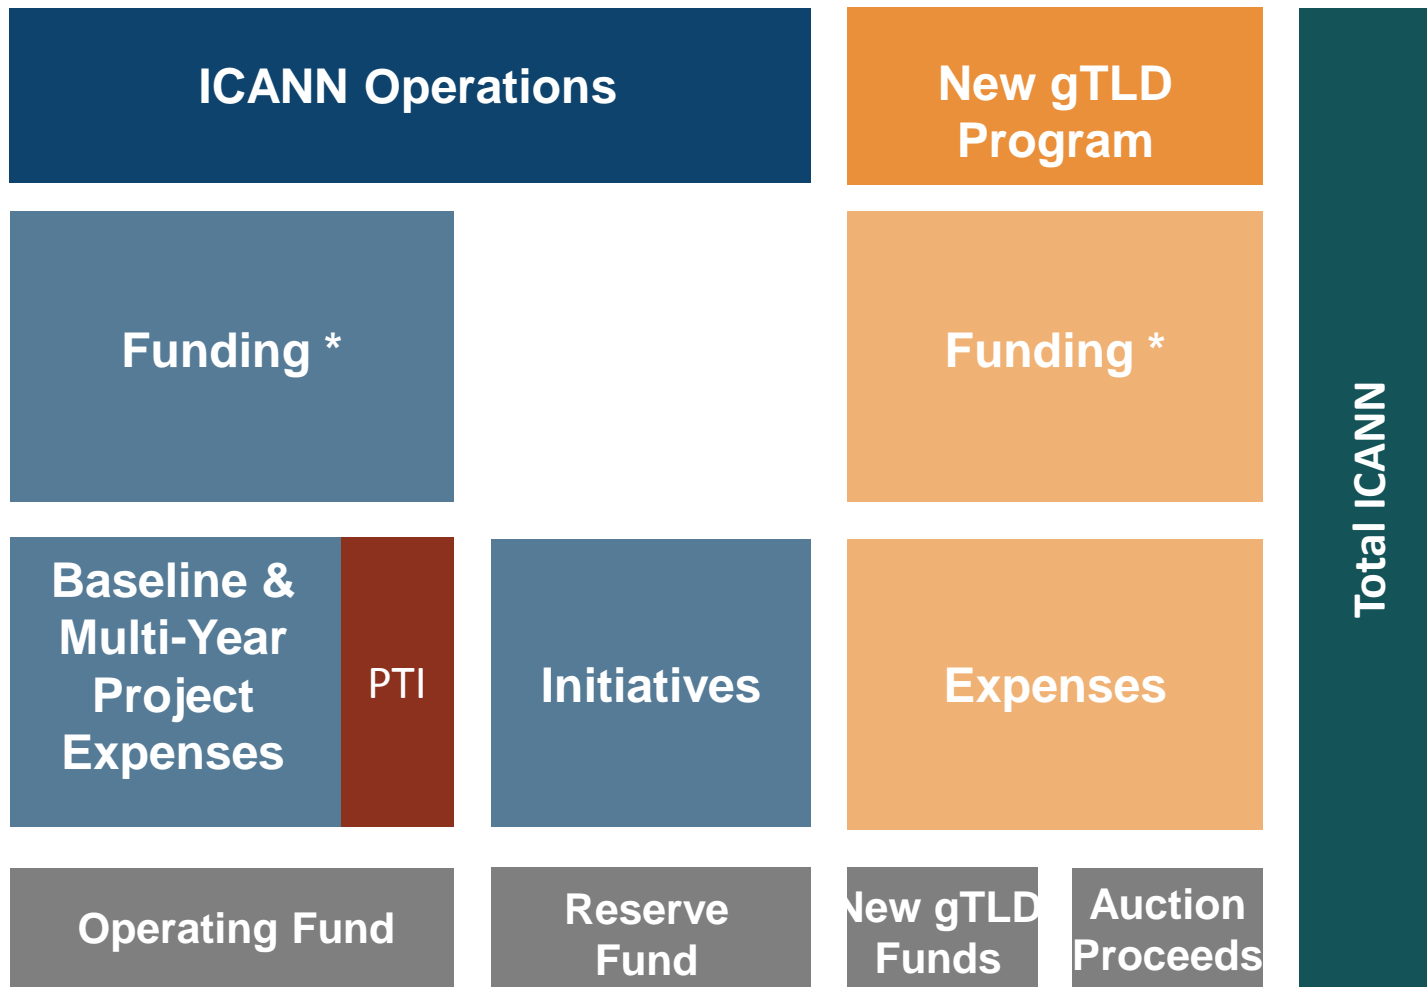 ICANN Operations
New gTLD
Program
Funding *
Funding *
Baseline &
Multi-Year
Project
Expenses
PTI
Initiatives
Expenses
Operating Fund
Reserve
Fund
New gTLD
Funds
Auction
Proceeds
Total ICANN